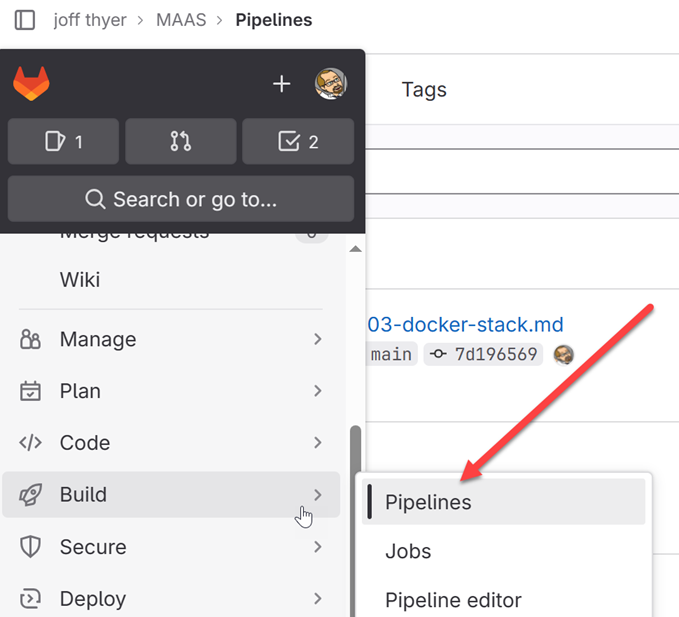 joff thyer > MAAS > Pipelines
Tags
1
2
Search or go to...
Merge requests 0
Wiki
Manage
03-docker-stack.md
main 7d196569
Plan
Code
Build
Pipelines
Secure
Jobs
Deploy
Pipeline editor